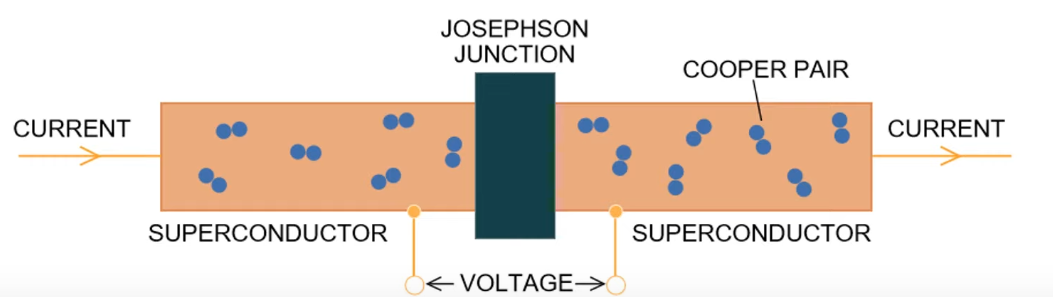 JOSEPHSON
JUNCTION
COOPER PAIR
CURRENT
CURRENT
SUPERCONDUCTOR
SUPERCONDUCTOR
VOLTAGE